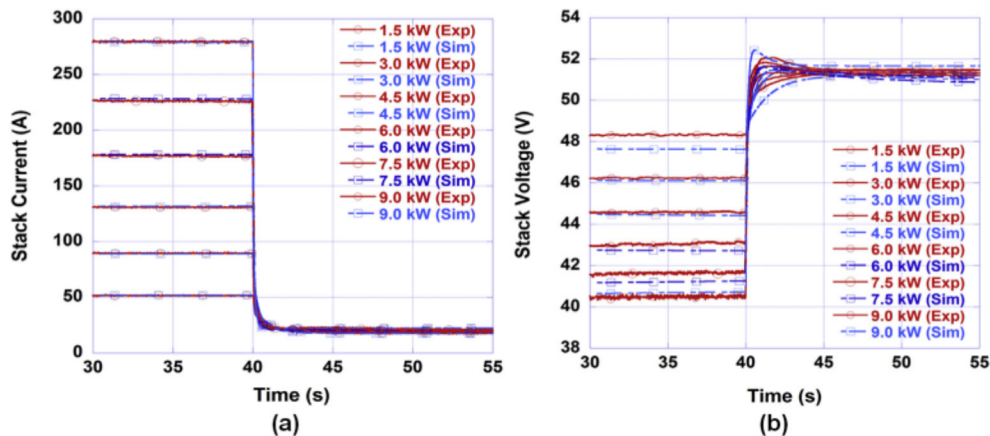 300
250
200
150
100
50
0
Stack Current (A)
1.5 kW (Exp)
1.5 kW (Sim)
3.0 kW (Exp)
3.0 kW (Sim)
4.5 kW (Exp)
4.5 kW (Sim)
6.0 kW (Exp)
6.0 kW (Sim)
7.5 kW (Exp)
7.5 kW (Sim)
9.0 kW (Exp)
9.0 kW (Sim)
30 35 40 45 50 55
Time (s)
(a)
54
52
50
48
46
44
42
40
38
Stack Voltage (V)
1.5 kW (Exp)
1.5 kW (Sim)
3.0 kW (Exp)
3.0 kW (Sim)
4.5 kW (Exp)
4.5 kW (Sim)
6.0 kW (Exp)
6.0 kW (Sim)
7.5 kW (Exp)
7.5 kW (Sim)
9.0 kW (Exp)
9.0 kW (Sim)
30 35 40 45 50 55
Time (s)
(b)